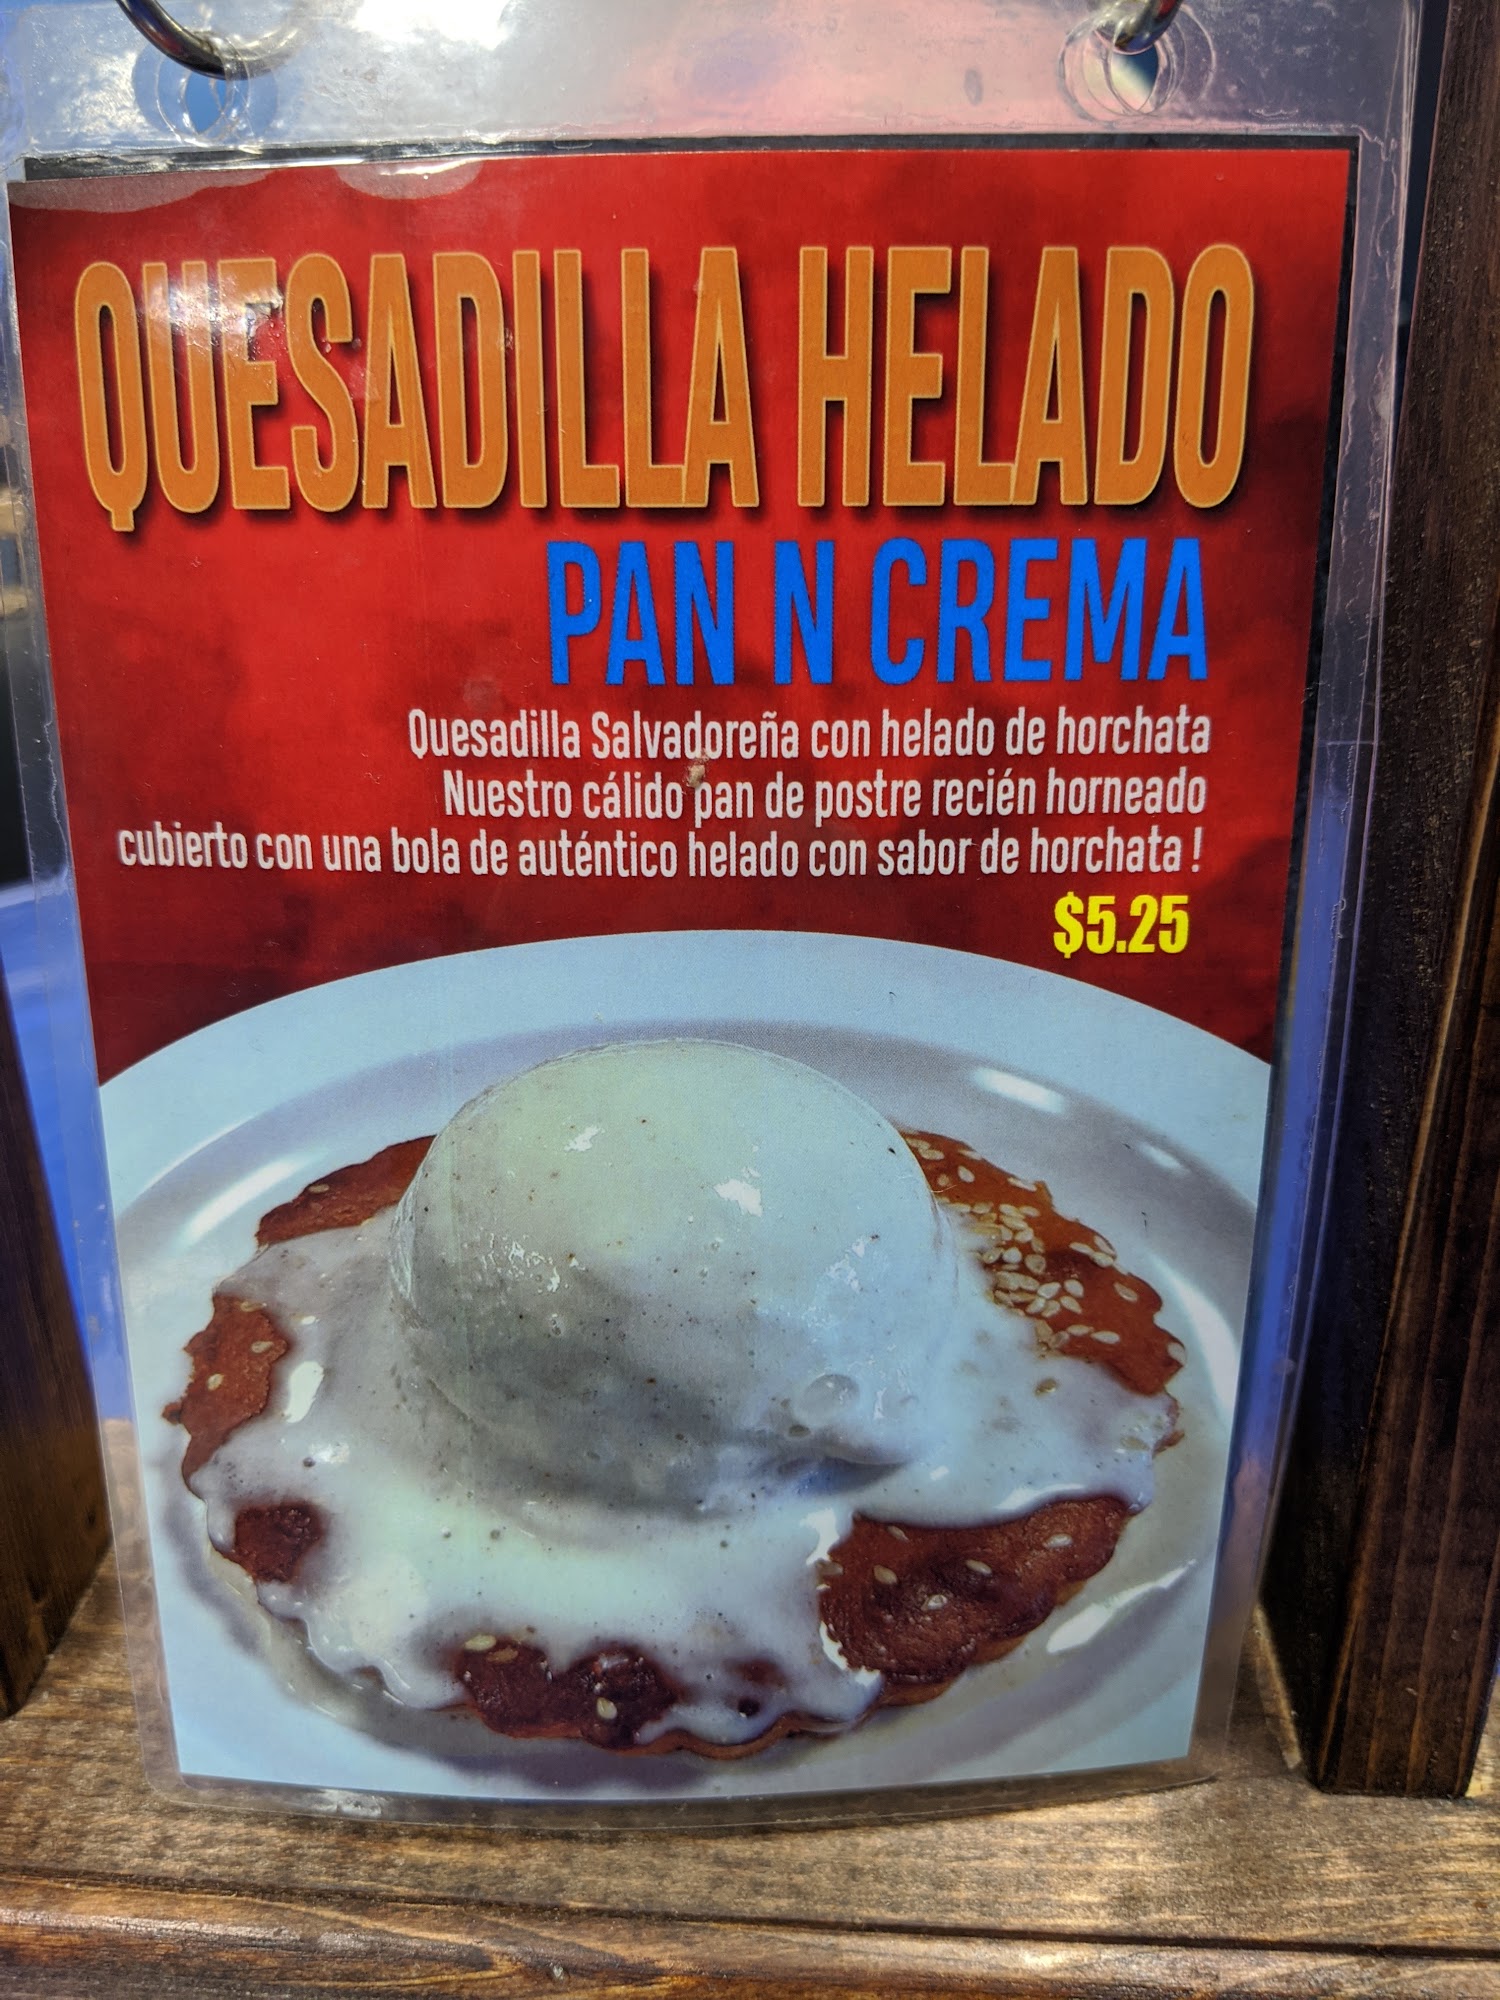 QUESADILLA HELADO
PAN N CREMA
Quesadilla Salvadoreña con helado de horchata
Nuestro cálido pan de postre recién horneado
cubierto con una bola de auténtico helado con sabor de horchata !
$5.25